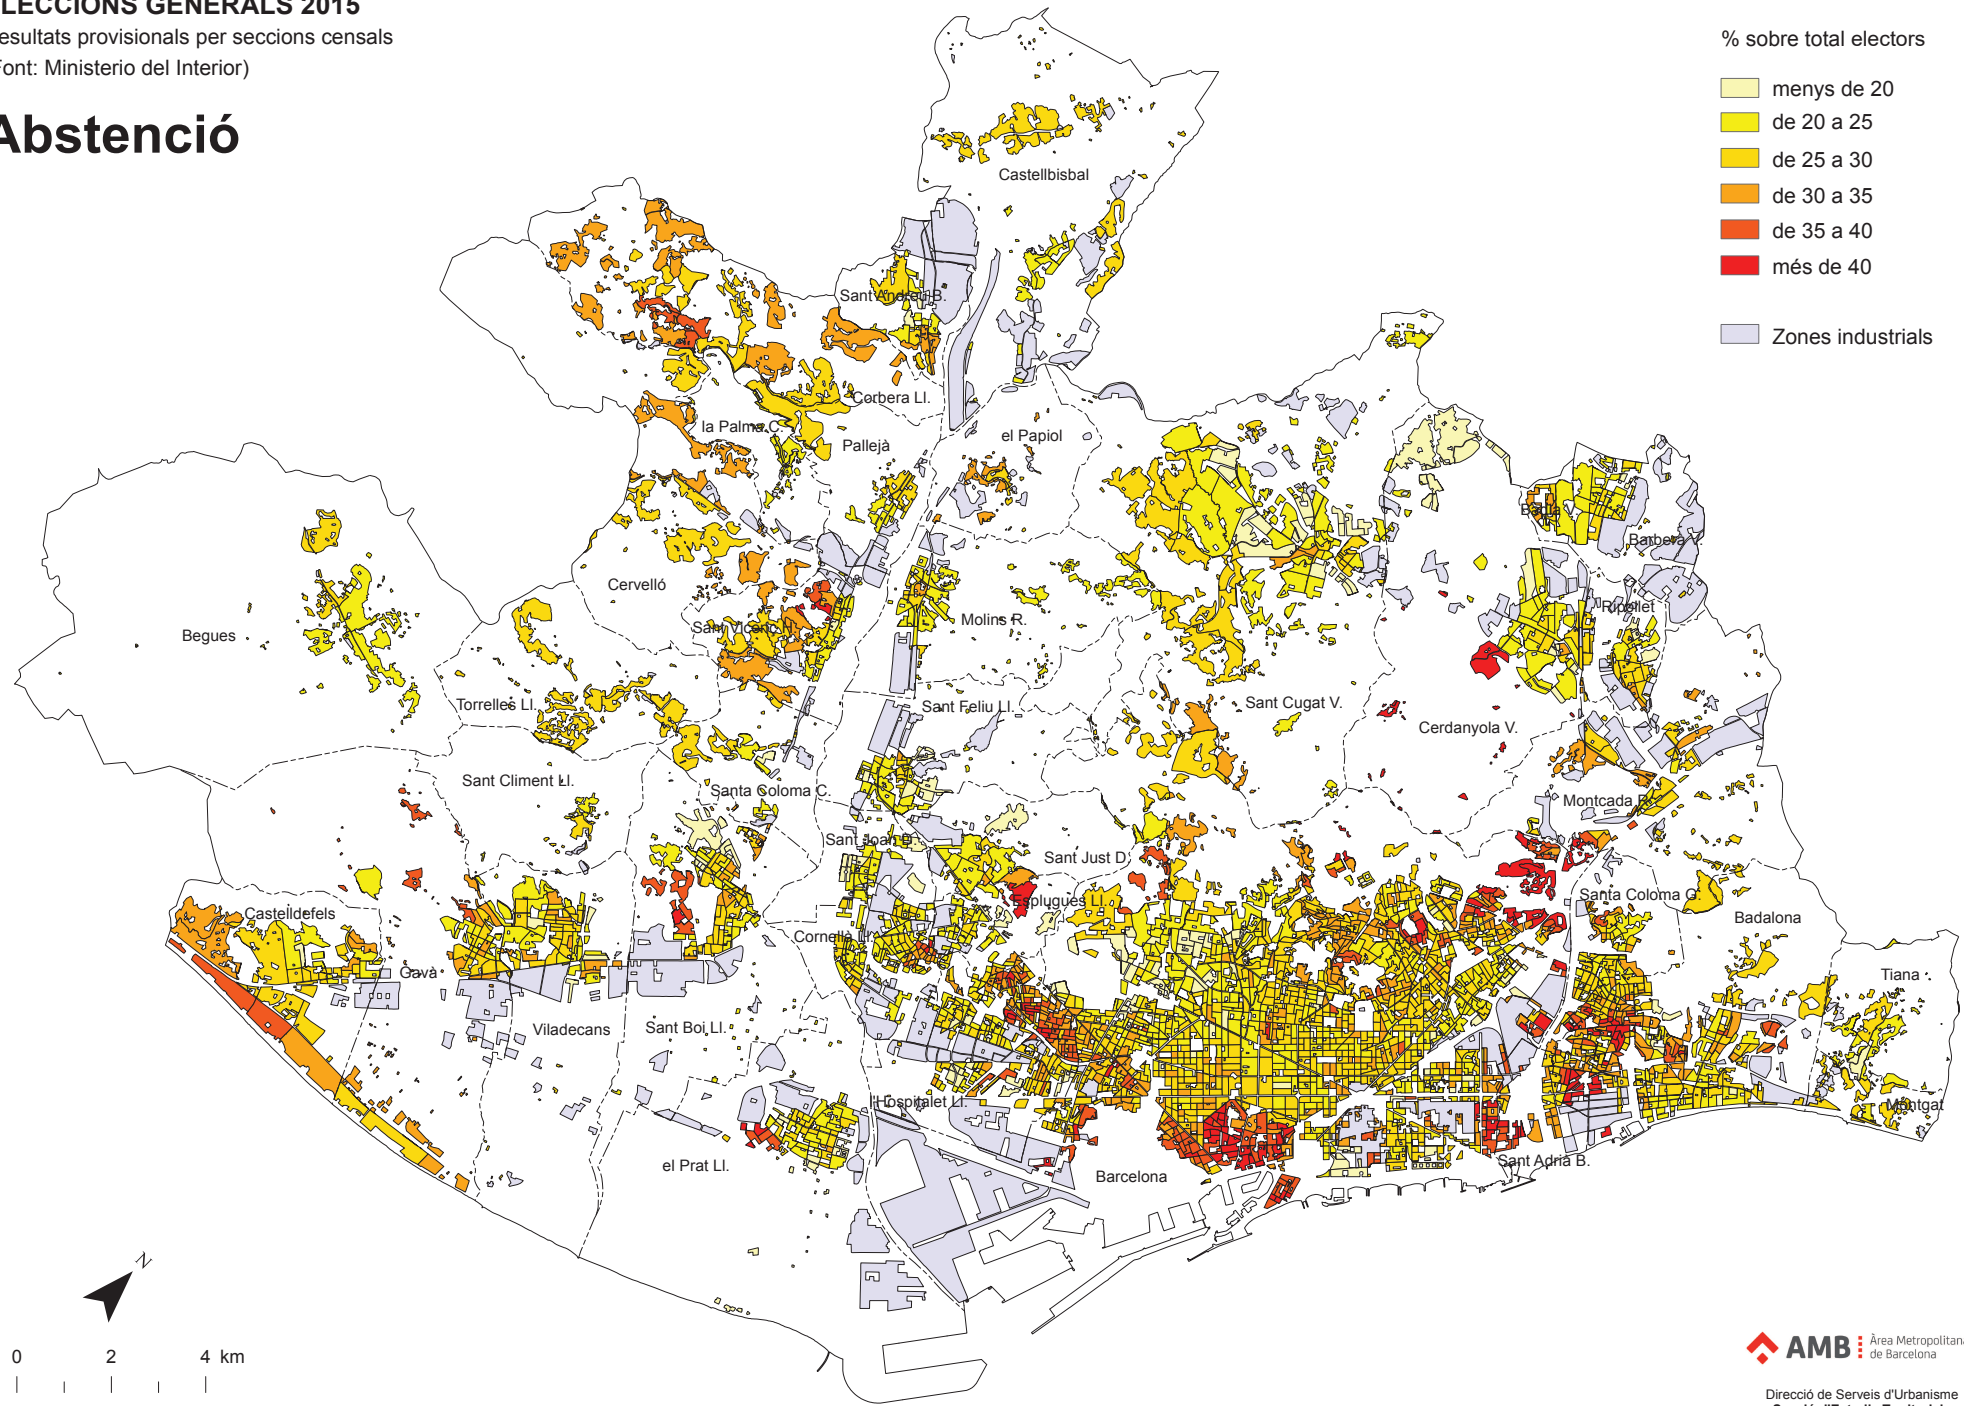 LECCIONS GENERALS 2015
esultats provisionals per seccions censals
Font: Ministerio del Interior)
Abstenció
% sobre total electors
menys de 20
de 20 a 25
de 25 a 30
de 30 a 35
de 35 a 40
més de 40
Zones industrials
Castellbisbal
Sant Andreu B.
Corbera Ll.
la Palma C.
Pallejà
el Papiol
Badia V.
Barberà V.
Cervelló
Ripollet
Begues
Sant Vicenç H.
Molins R.
Torrelles Ll.
Sant Feliu Ll.
Sant Cugat V.
Cerdanyola V.
Sant Climent Ll.
Santa Coloma C.
Montcada R.
Sant Joan D.
Sant Just D.
Santa Coloma G.
Castelldefels
Esplugues Ll.
Badalona
Cornellà Ll.
Gavà
Tiana
Viladecans
Sant Boi Ll.
l'Hospitalet Ll.
Montgat
el Prat Ll.
Barcelona
Sant Adrià B.
N
0 2 4 km
AMB Àrea Metropolitana
de Barcelona
Direcció de Serveis d'Urbanisme